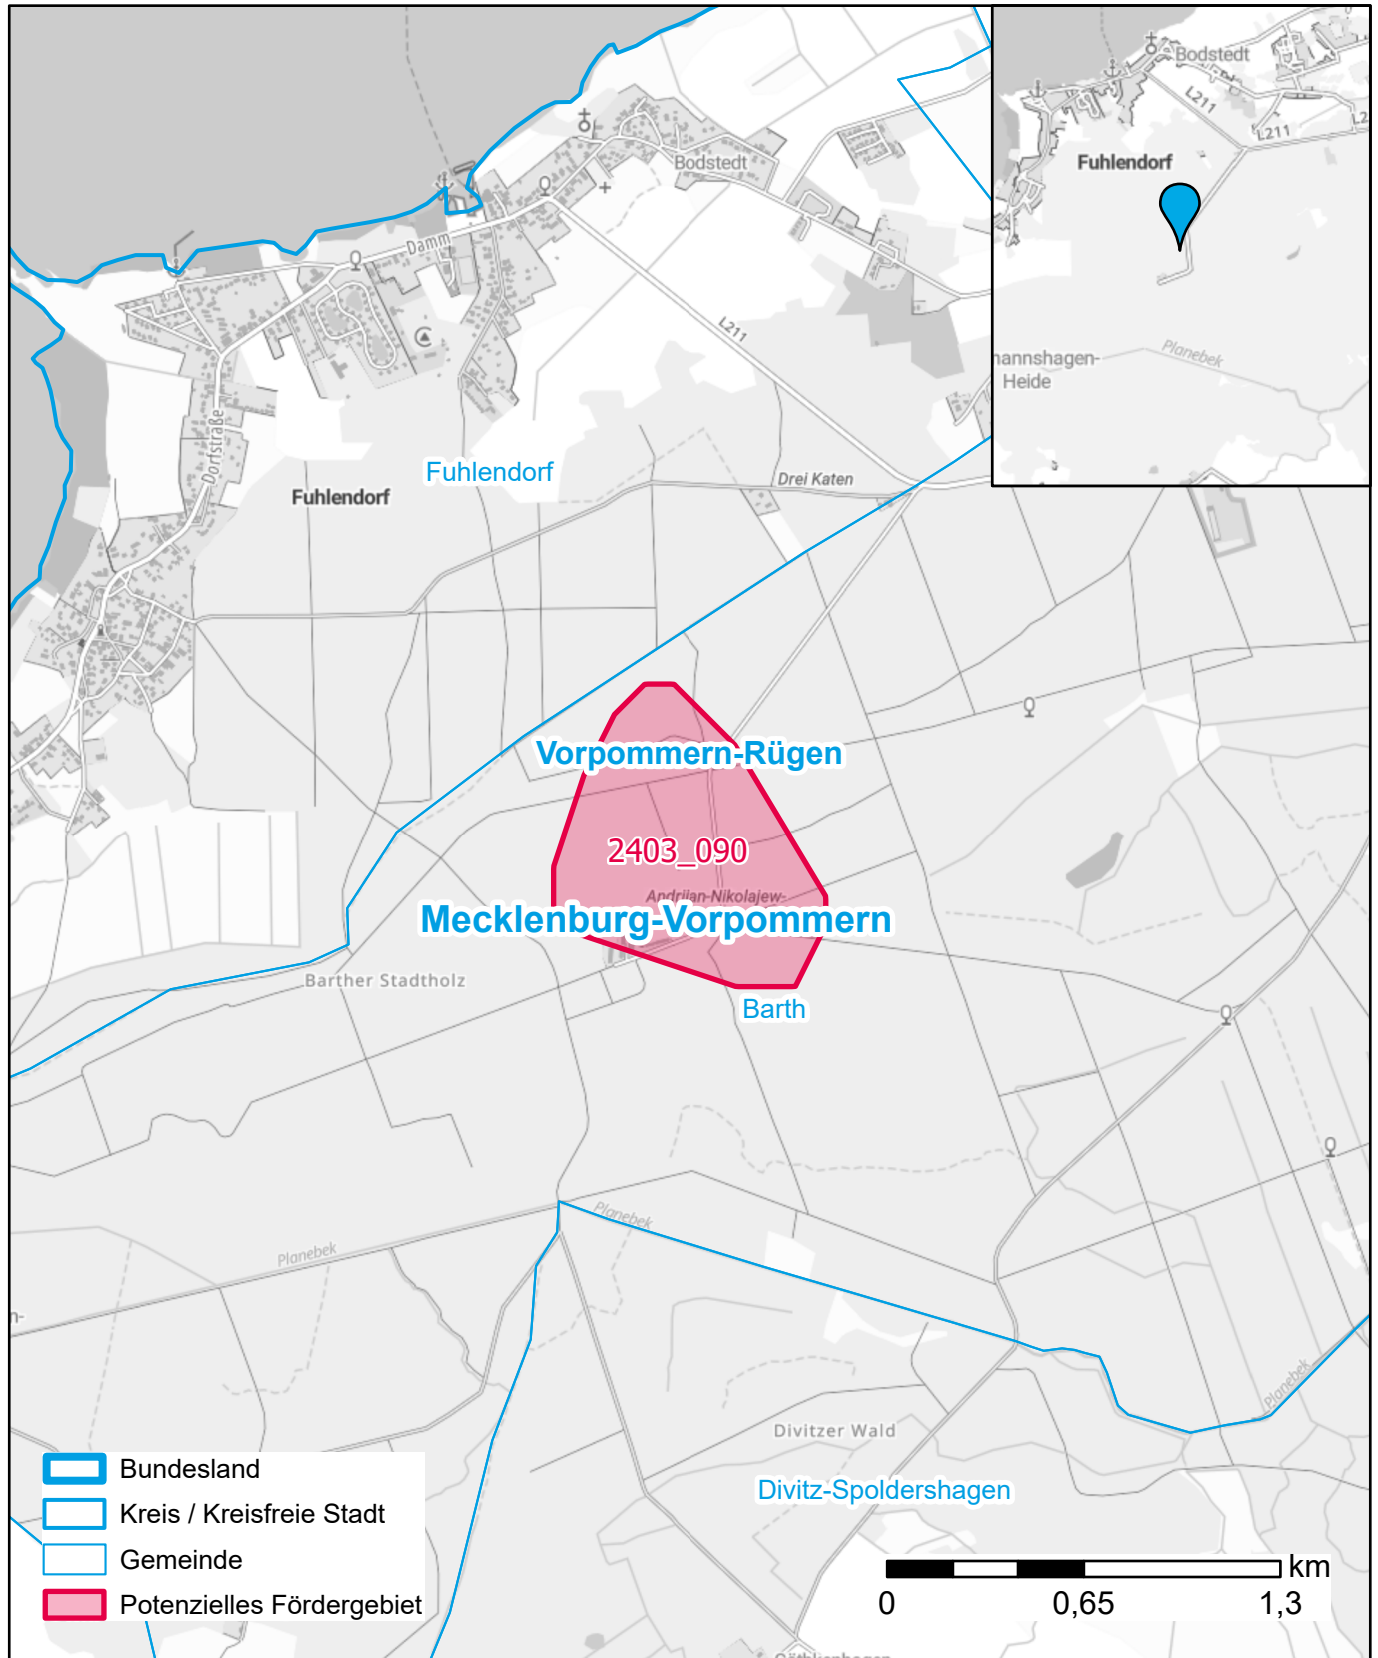 Bodstedt
L211
L211
Fuhlendorf
Planebek
Heide
Bodstedt
Damm
L211
Dorfstraße
Fuhlendorf
Fuhlendorf
Drei Katen
Vorpommern-Rügen
2403_090
Andrijan-Nikolajew-
Mecklenburg-Vorpommern
Barther Stadtholz
Barth
Planebek
Planebek
Planebek
Divitzer Wald
Divitz-Spoldershagen
Bundesland
Kreis / Kreisfreie Stadt
Gemeinde
Potenzielles Fördergebiet
km
0 0,65 1,3